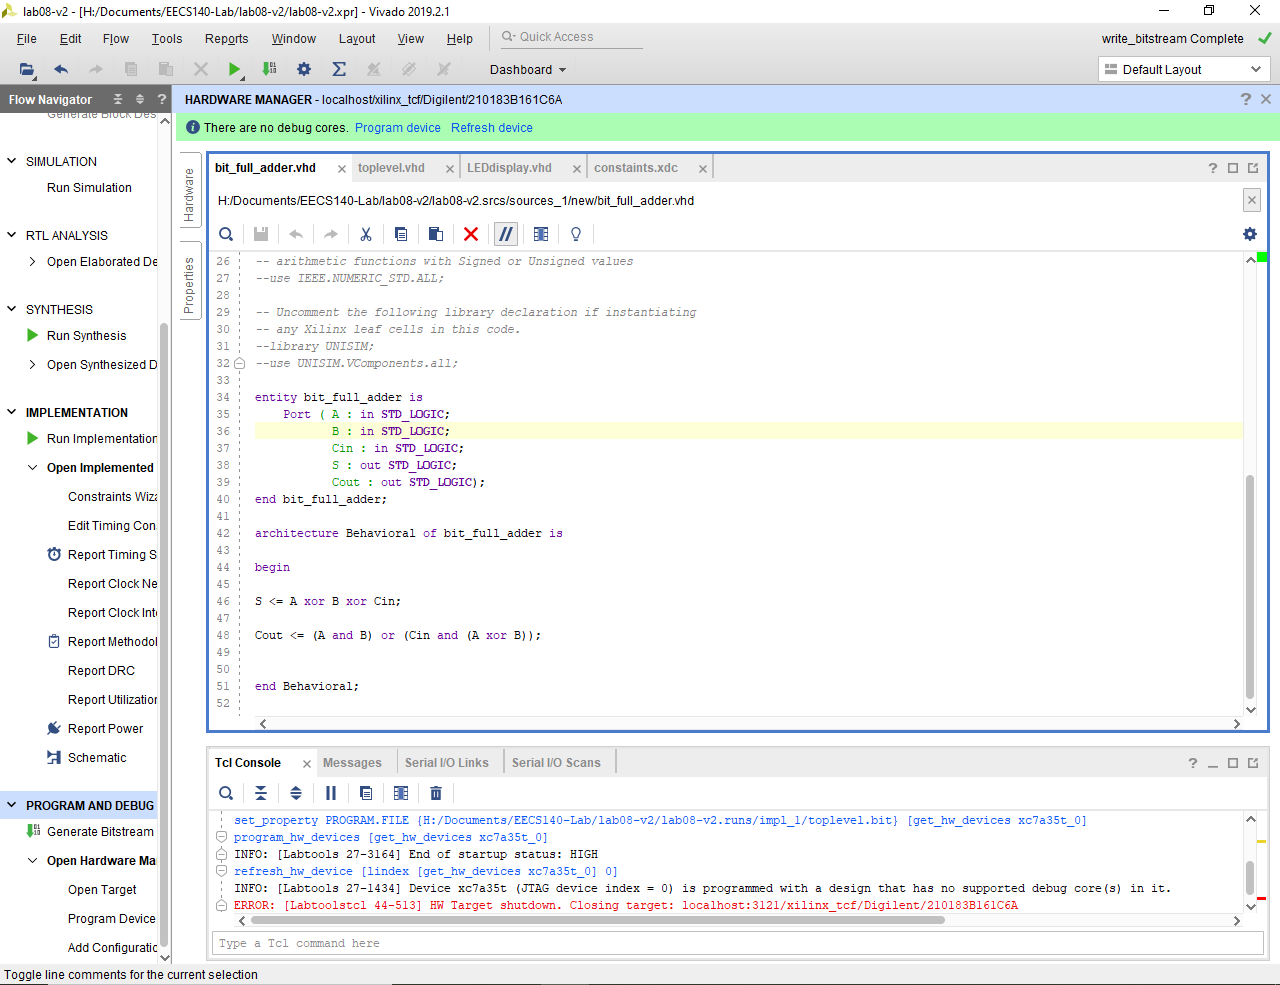 lab08-v2 - [H:/Documents/EECS140-Lab/lab08-v2/lab08-v2.xpr] - Vivado 2019.2.1
File Edit Flow Tools Reports Window Layout View Help Quick Access
write_bitstream Complete
Dashboard
Default Layout
Flow Navigator
HARDWARE MANAGER - localhost/xilinx_tcf/Digilent/210183B161C6A
There are no debug cores. Program device Refresh device
Generate Block Des
SIMULATION
Run Simulation
RTL ANALYSIS
Open Elaborated De
SYNTHESIS
Run Synthesis
Open Synthesized D
IMPLEMENTATION
Run Implementation
Open Implemented
Constraints Wiza
Edit Timing Con
Report Timing S
Report Clock Ne
Report Clock Inte
Report Methodol
Report DRC
Report Utilization
Report Power
Schematic
PROGRAM AND DEBUG
Generate Bitstream
Open Hardware Ma
Open Target
Program Device
Add Configuratio
Hardware
Properties
bit_full_adder.vhd toplevel.vhd LEDdisplay.vhd constaints.xdc
H:/Documents/EECS140-Lab/lab08-v2/lab08-v2.srcs/sources_1/new/bit_full_adder.vhd
26 -- arithmetic functions with Signed or Unsigned values
27 --use IEEE.NUMERIC_STD.ALL;
28
29 -- Uncomment the following library declaration if instantiating
30 -- any Xilinx leaf cells in this code.
31 --library UNISIM;
32 --use UNISIM.VComponents.all;
33
34 entity bit_full_adder is
35 Port ( A : in STD_LOGIC;
36 B : in STD_LOGIC;
37 Cin : in STD_LOGIC;
38 S : out STD_LOGIC;
39 Cout : out STD_LOGIC);
40 end bit_full_adder;
41
42 architecture Behavioral of bit_full_adder is
43
44 begin
45
46 S <= A xor B xor Cin;
47
48 Cout <= (A and B) or (Cin and (A xor B));
49
50
51 end Behavioral;
52
Tcl Console Messages Serial I/O Links Serial I/O Scans
set_property PROGRAM.FILE {H:/Documents/EECS140-Lab/lab08-v2/lab08-v2.runs/impl_1/toplevel.bit} [get_hw_devices xc7a35t_0]
program_hw_devices [get_hw_devices xc7a35t_0]
INFO: [Labtools 27-3164] End of startup status: HIGH
refresh_hw_device [lindex [get_hw_devices xc7a35t_0] 0]
INFO: [Labtools 27-1434] Device xc7a35t (JTAG device index = 0) is programmed with a design that has no supported debug core(s) in it.
ERROR: [Labtoolstcl 44-513] HW Target shutdown. Closing target: localhost:3121/xilinx_tcf/Digilent/210183B161C6A
Type a Tcl command here
Toggle line comments for the current selection